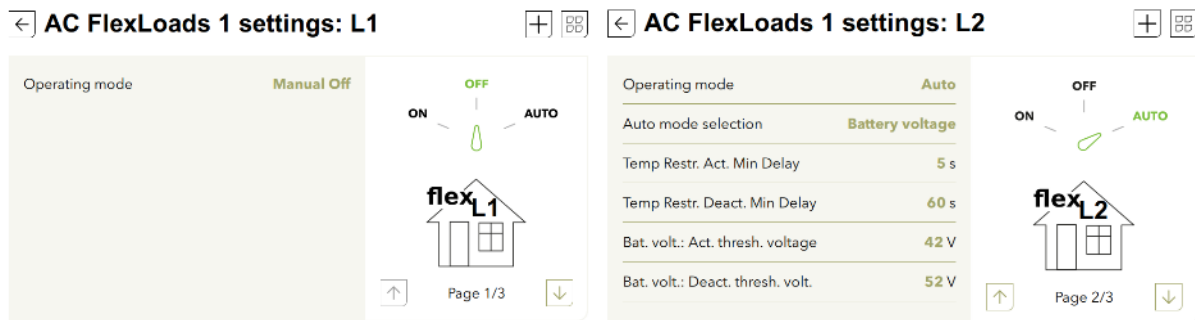 AC FlexLoads 1 settings: L1
Operating mode Manual Off
OFF
ON
AUTO
flex
L1
Page 1/3
AC FlexLoads 1 settings: L2
Operating mode Auto
Auto mode selection Battery voltage
Temp Restr. Act. Min Delay 5 s
Temp Restr. Deact. Min Delay 60 s
Bat. volt.: Act. thresh. voltage 42 V
Bat. volt.: Deact. thresh. volt. 52 V
OFF
ON
AUTO
flex
L2
Page 2/3